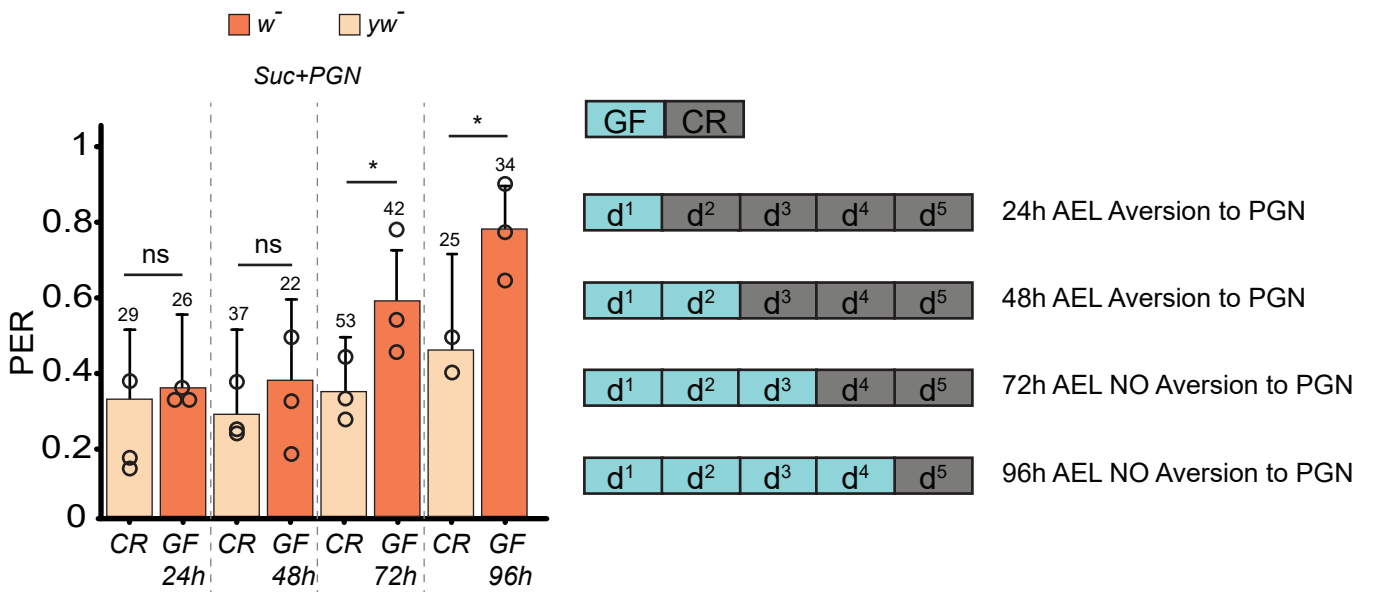 w⁻ yw⁻
Suc+PGN
PER
1
0.8
0.6
0.4
0.2
0
ns
ns
*
*
29
26
37
22
53
42
25
34
CR GF CR GF CR GF CR GF
24h 48h 72h 96h
GF CR
d¹ d² d³ d⁴ d⁵ 24h AEL Aversion to PGN
d¹ d² d³ d⁴ d⁵ 48h AEL Aversion to PGN
d¹ d² d³ d⁴ d⁵ 72h AEL NO Aversion to PGN
d¹ d² d³ d⁴ d⁵ 96h AEL NO Aversion to PGN